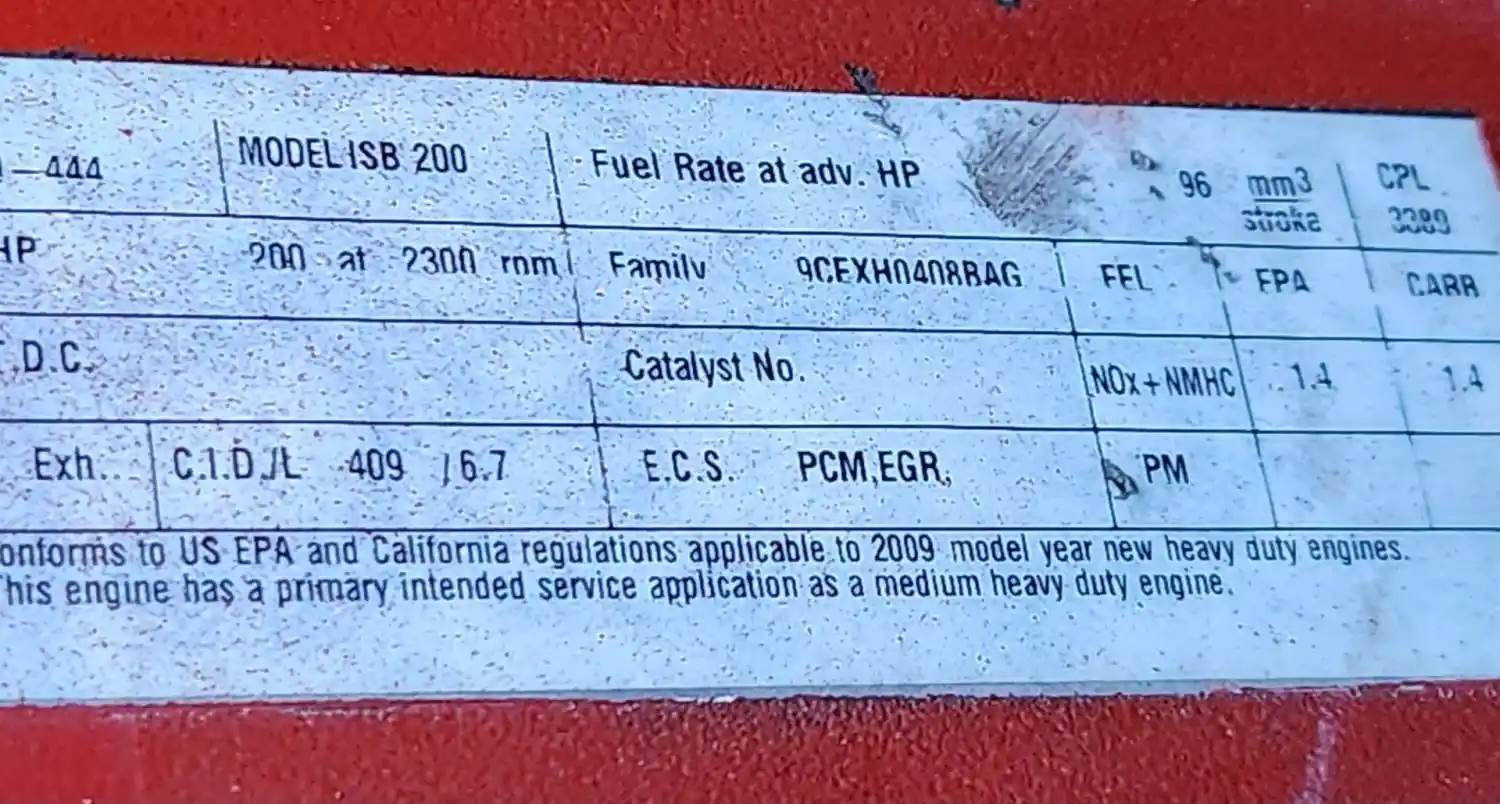 -444 MODEL ISB 200 Fuel Rate at adv. HP 96 mm3 stroke CPL
HP 200 at 2300 rpm Family 9CEXH0408BAG FEL EPA CARB
.D.C. Catalyst No. NOx+NMHC 1.4 1.4
Exh. C.I.D./L 409 / 6.7 E.C.S. PCM,EGR, PM
onforms to US EPA and California regulations applicable to 2009 model year new heavy duty engines.
his engine has a primary intended service application as a medium heavy duty engine.